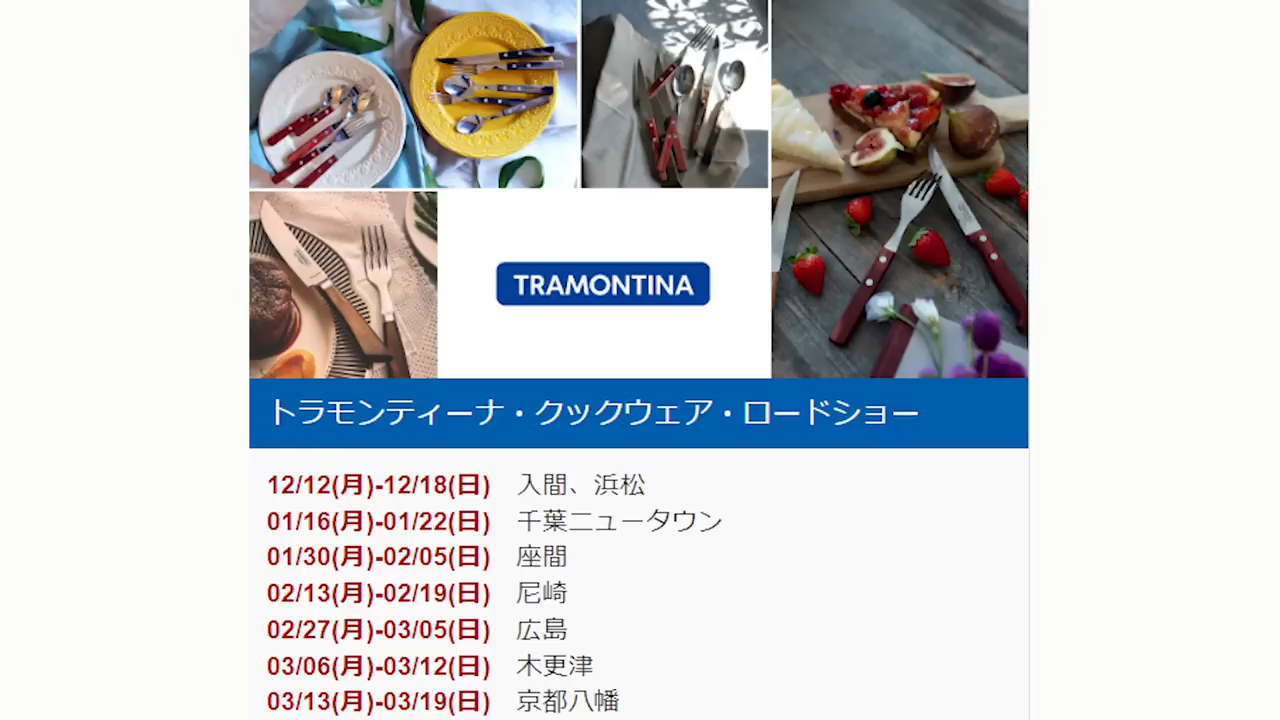 TRAMONTINA
トラモンティーナ・クックウェア・ロードショー
12/12(月)-12/18(日) 入間、浜松
01/16(月)-01/22(日) 千葉ニュータウン
01/30(月)-02/05(日) 座間
02/13(月)-02/19(日) 尼崎
02/27(月)-03/05(日) 広島
03/06(月)-03/12(日) 木更津
03/13(月)-03/19(日) 京都八幡